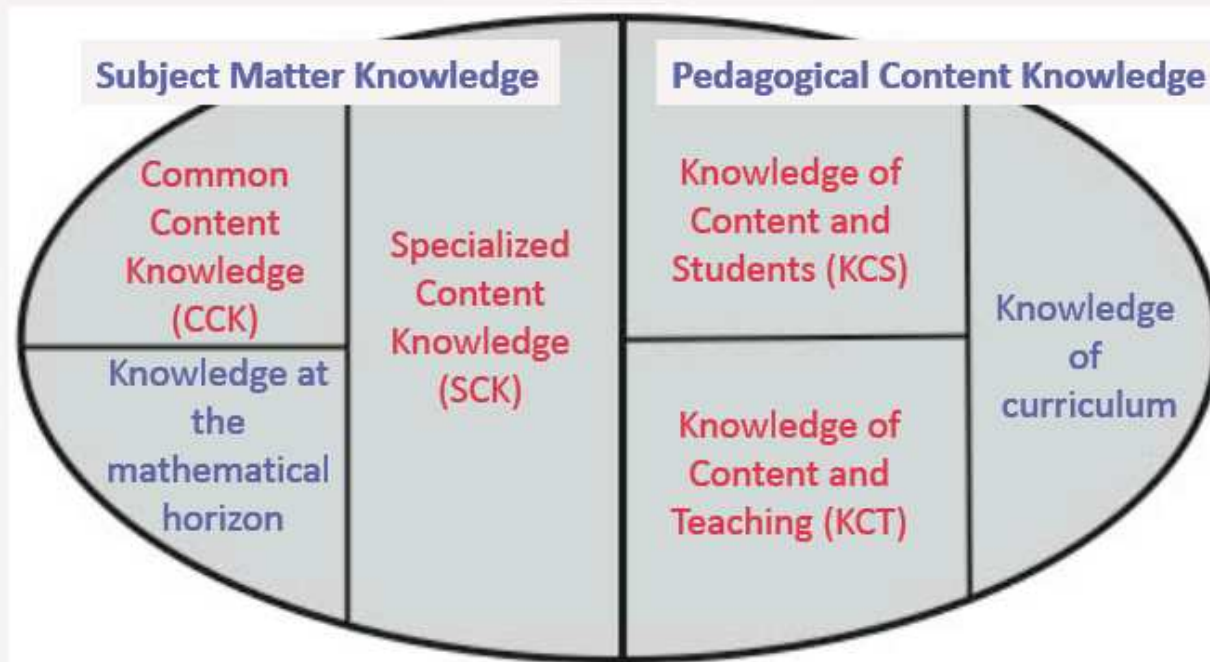 Subject Matter Knowledge
Pedagogical Content Knowledge
Common
Content
Knowledge
(CCK)
Knowledge at
the
mathematical
horizon
Specialized
Content
Knowledge
(SCK)
Knowledge of
Content and
Students (KCS)
Knowledge of
Content and
Teaching (KCT)
Knowledge
of
curriculum